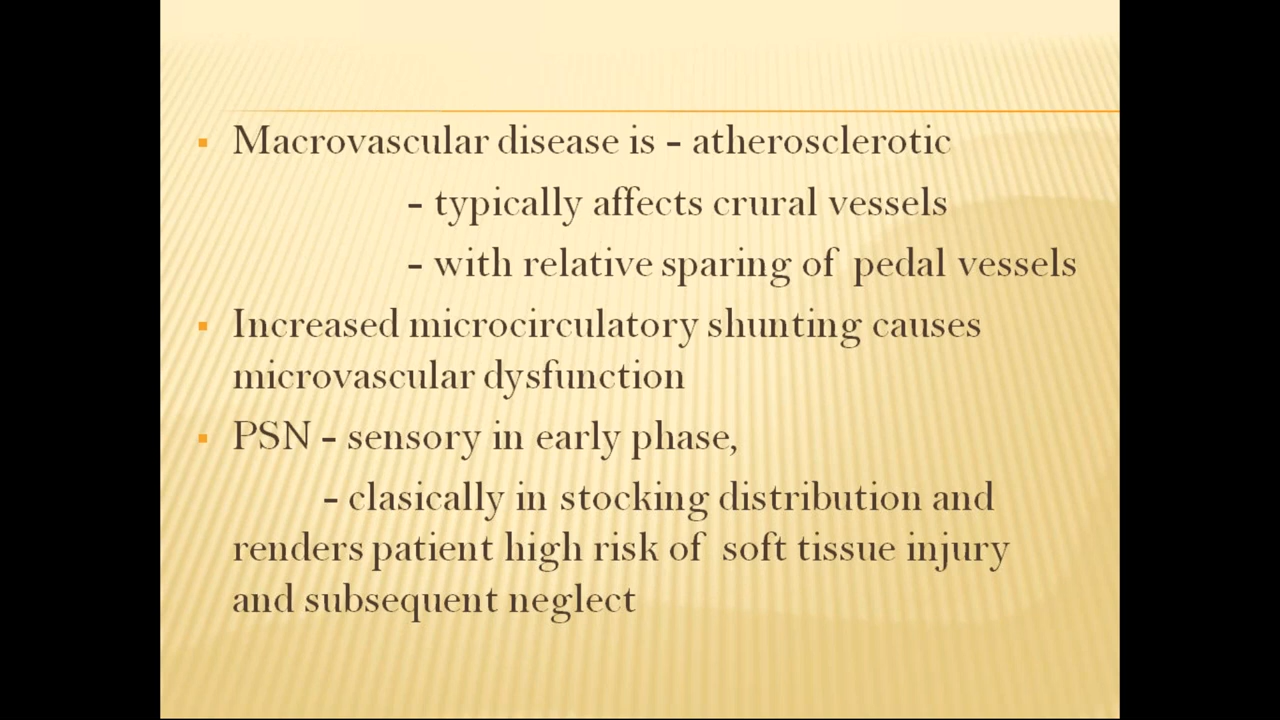 ▪ Macrovascular disease is - atherosclerotic
- typically affects crural vessels
- with relative sparing of pedal vessels
▪ Increased microcirculatory shunting causes
microvascular dysfunction
▪ PSN - sensory in early phase,
- clasically in stocking distribution and
renders patient high risk of soft tissue injury
and subsequent neglect